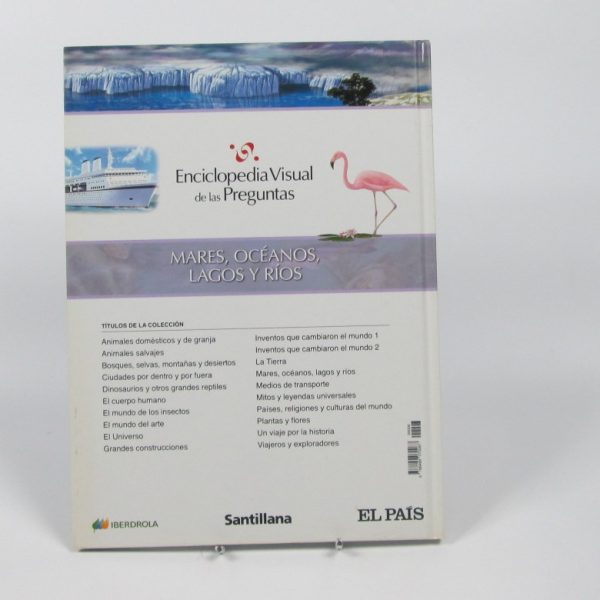 Enciclopedia Visual
de las Preguntas
MARES, OCÉANOS,
LAGOS Y RÍOS
TÍTULOS DE LA COLECCIÓN
Animales domésticos y de granja
Animales salvajes
Bosques, selvas, montañas y desiertos
Ciudades por dentro y por fuera
Dinosaurios y otros grandes reptiles
El cuerpo humano
El mundo de los insectos
El mundo del arte
El Universo
Grandes construcciones
Inventos que cambiaron el mundo 1
Inventos que cambiaron el mundo 2
La Tierra
Mares, océanos, lagos y ríos
Medios de transporte
Mitos y leyendas universales
Países, religiones y culturas del mundo
Plantas y flores
Un viaje por la historia
Viajeros y exploradores
IBERDROLA
Santillana
EL PAÍS